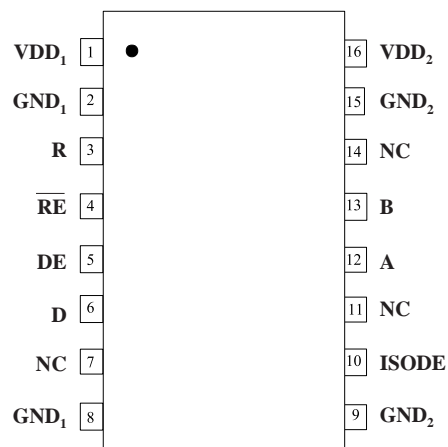 VDD₁ 1 16 VDD₂
GND₁ 2 15 GND₂
R 3 14 NC
R̅E̅ 4 13 B
DE 5 12 A
D 6 11 NC
NC 7 10 ISODE
GND₁ 8 9 GND₂